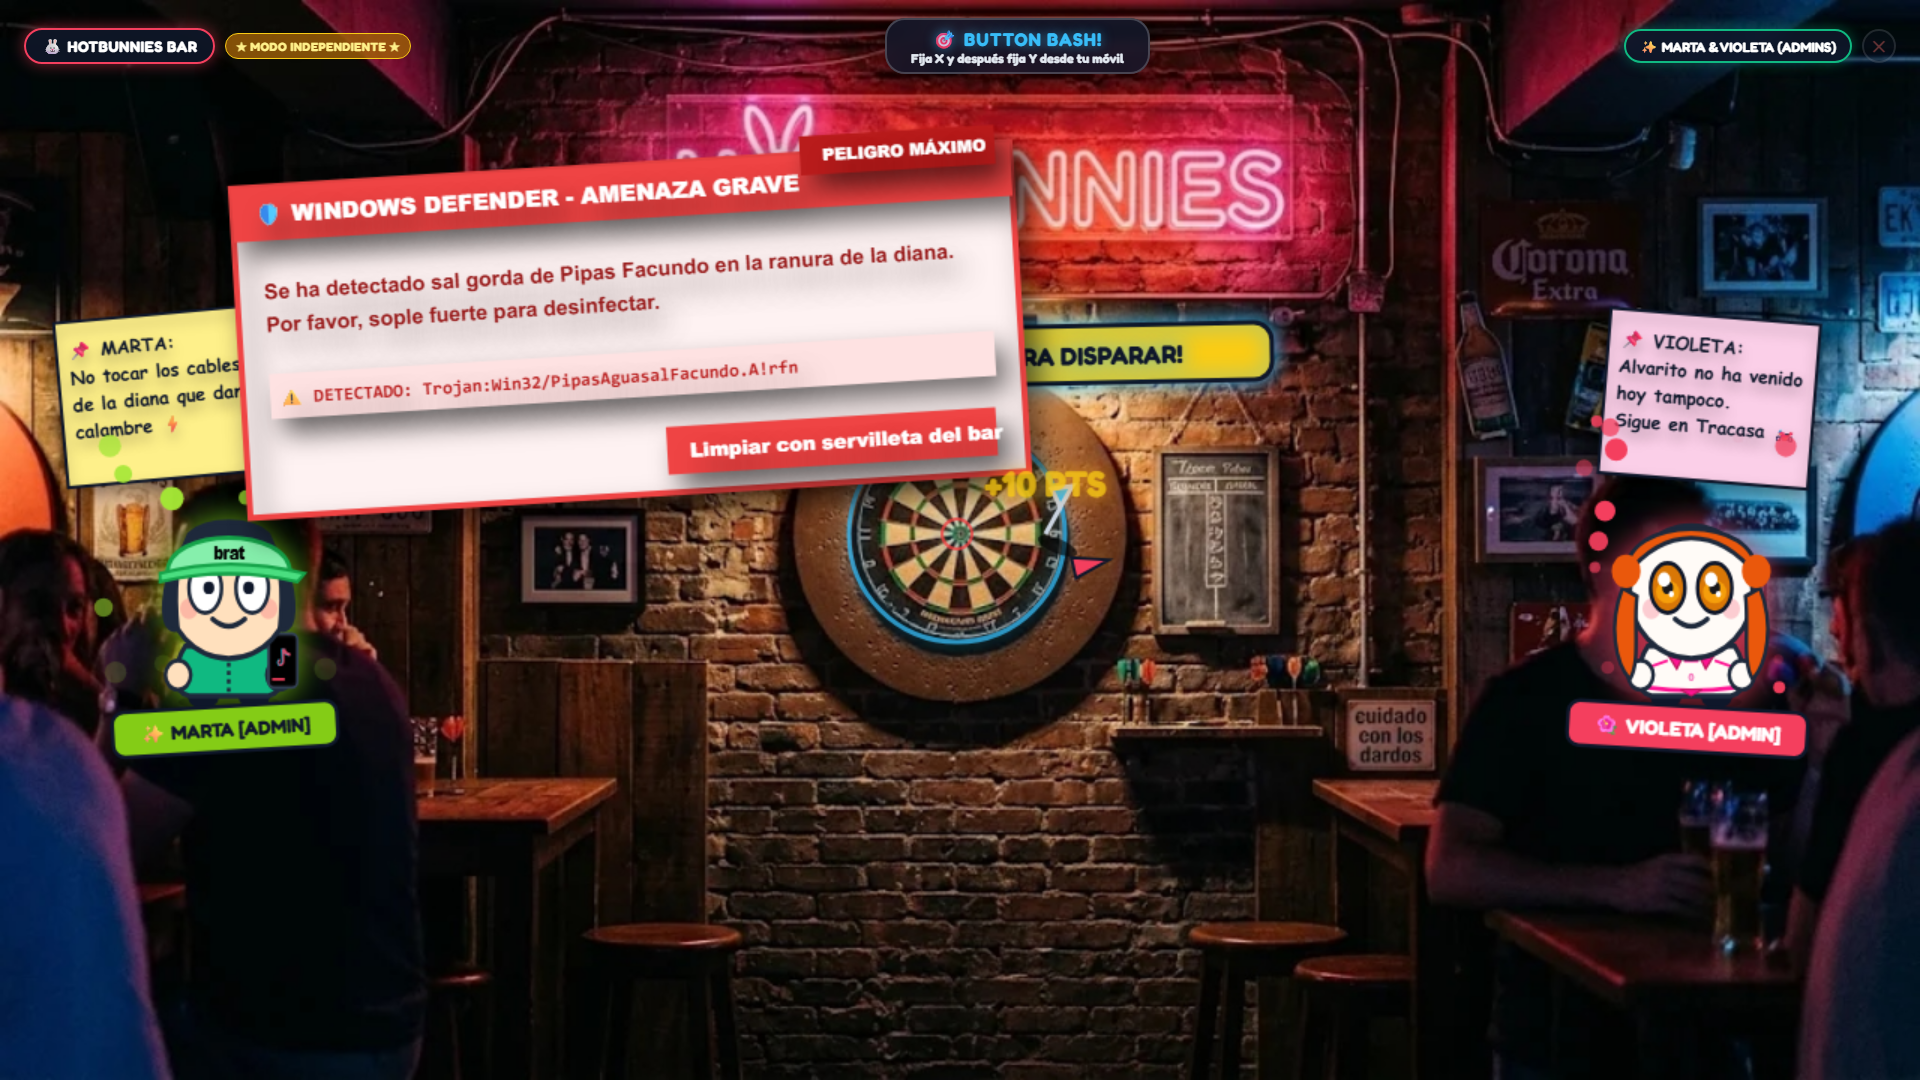 🐰 HOTBUNNIES BAR
★ MODO INDEPENDIENTE ★
🎯 BUTTON BASH!
Fija X y después fija Y desde tu móvil
✨ MARTA & VIOLETA (ADMINS)
NNIES
PELIGRO MÁXIMO
🛡️ WINDOWS DEFENDER - AMENAZA GRAVE
Se ha detectado sal gorda de Pipas Facundo en la ranura de la diana.
Por favor, sople fuerte para desinfectar.
⚠️ DETECTADO: Trojan:Win32/PipasAguasalFacundo.A!rfn
Limpiar con servilleta del bar
RA DISPARAR!
+10 PTS
📌 MARTA:
No tocar los cables
de la diana que dan
calambre ⚡
📌 VIOLETA:
Alvarito no ha venido
hoy tampoco.
Sigue en Tracasa
Corona
Extra
brat
✨ MARTA [ADMIN]
🌸 VIOLETA [ADMIN]
cuidado
con los
dardos